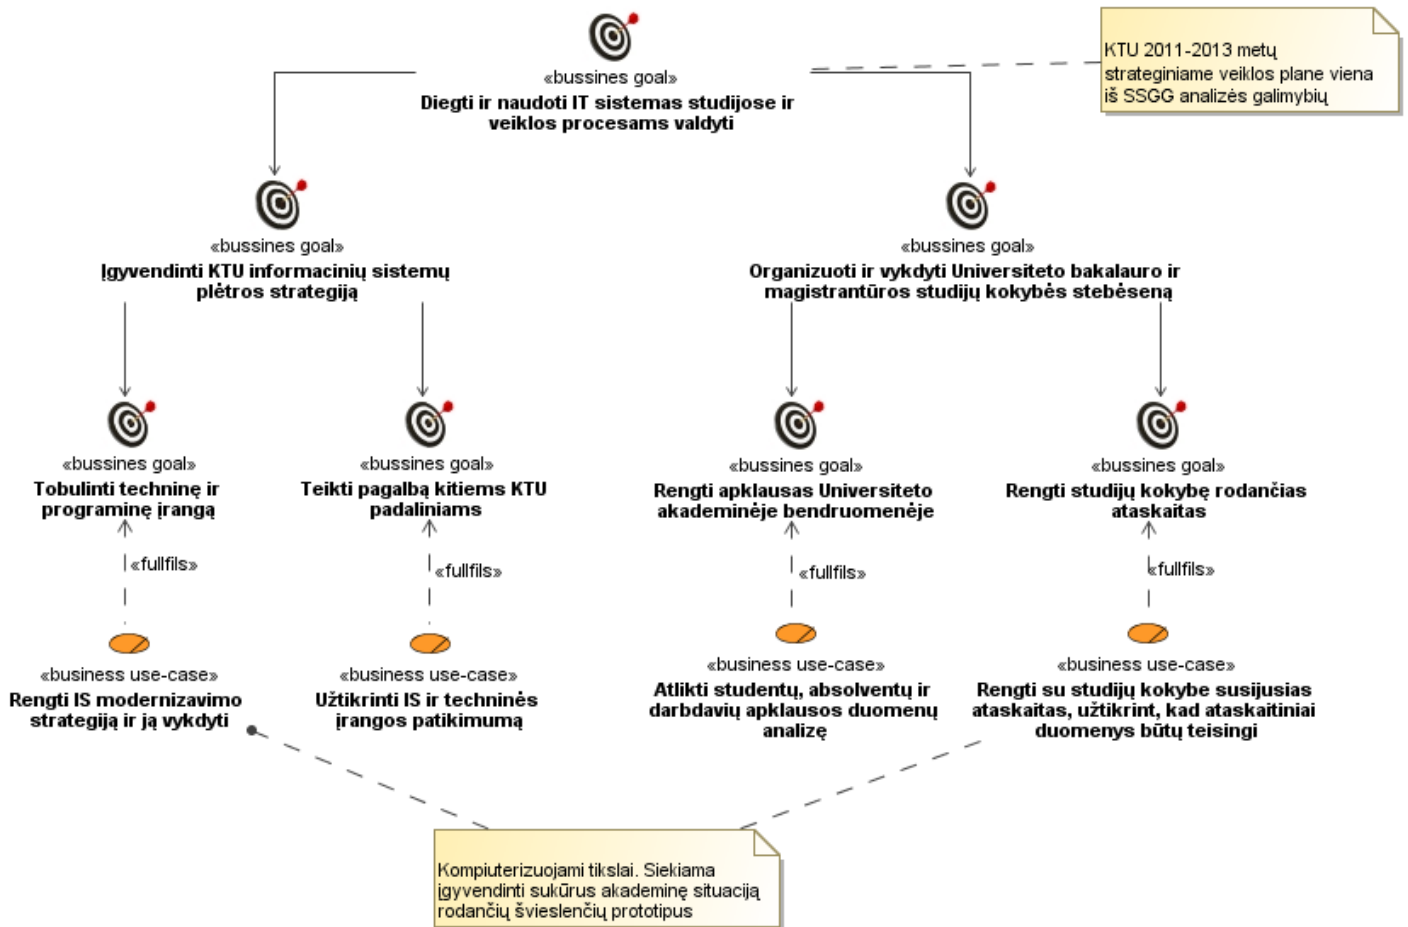 «bussines goal»
Diegti ir naudoti IT sistemas studijose ir
veiklos procesams valdyti
KTU 2011-2013 metų
strateginiame veiklos plane viena
iš SSGG analizės galimybių
«bussines goal»
Įgyvendinti KTU informacinių sistemų
plėtros strategiją
«bussines goal»
Organizuoti ir vykdyti Universiteto bakalauro ir
magistrantūros studijų kokybės stebėseną
«bussines goal»
Tobulinti techninę ir
programinę įrangą
«bussines goal»
Teikti pagalbą kitiems KTU
padaliniams
«bussines goal»
Rengti apklausas Universiteto
akademinėje bendruomenėje
«bussines goal»
Rengti studijų kokybę rodančias
ataskaitas
«fullfils»
«fullfils»
«fullfils»
«fullfils»
«business use-case»
Rengti IS modernizavimo
strategiją ir ją vykdyti
«business use-case»
Užtikrinti IS ir techninės
įrangos patikimumą
«business use-case»
Atlikti studentų, absolventų ir
darbdavių apklausos duomenų
analizę
«business use-case»
Rengti su studijų kokybe susijusias
ataskaitas, užtikrint, kad ataskaitiniai
duomenys būtų teisingi
Kompiuterizuojami tikslai. Siekiama
įgyvendinti sukūrus akademinę situaciją
rodančių švieslenčių prototipus